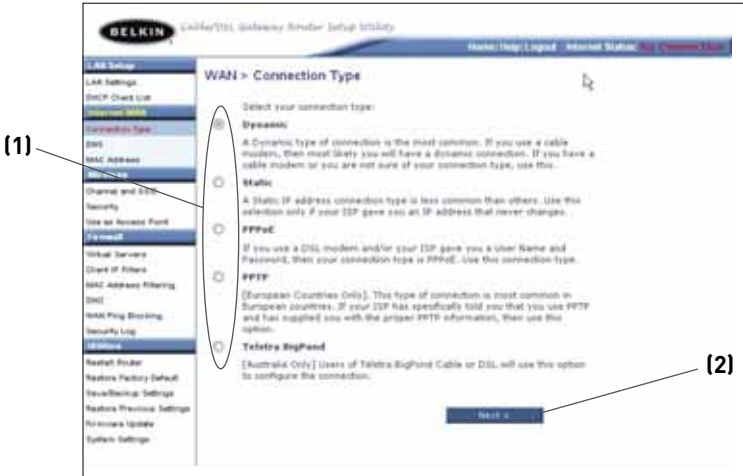 BELKIN
Cable/DSL Gateway Router Setup Utility
Home | Help | Logout Internet Status: No Connection
LAN Setup
LAN Settings
DHCP Client List
Internet WAN
Connection Type
DNS
MAC Address
Wireless
Channel and SSID
Security
Use as Access Point
Firewall
Virtual Servers
Client IP Filters
MAC Address Filtering
DMZ
WAN Ping Blocking
Security Log
Utilities
Restart Router
Restore Factory Default
Save/Backup Settings
Restore Previous Settings
Firmware Update
System Settings
WAN > Connection Type
Select your connection type:
Dynamic
A Dynamic type of connection is the most common. If you use a cable
modem, then most likely you will have a dynamic connection. If you have a
cable modem or you are not sure of your connection type, use this.
Static
A Static IP address connection type is less common than others. Use this
selection only if your ISP gave you an IP address that never changes.
PPPoE
If you use a DSL modem and/or your ISP gave you a User Name and
Password, then your connection type is PPPoE. Use this connection type.
PPTP
[European Countries Only]. This type of connection is most common in
European countries. If your ISP has specifically told you that you use PPTP
and has supplied you with the proper PPTP information, then use this
option.
Telstra BigPond
[Australia Only] Users of Telstra BigPond Cable or DSL will use this option
to configure the connection.
Next >
(1)
(2)